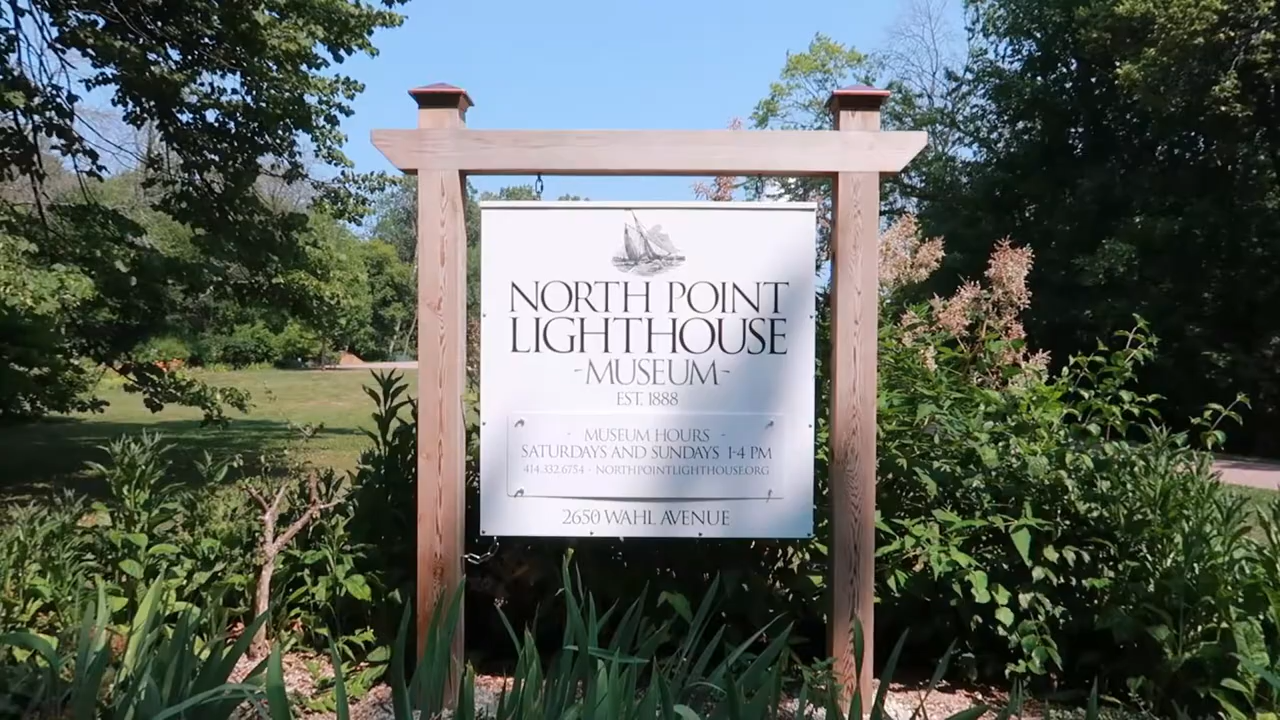 NORTH POINT
LIGHTHOUSE
-MUSEUM-
EST. 1888
- MUSEUM HOURS -
SATURDAYS AND SUNDAYS 1-4 PM
414.332.6754 - NORTHPOINTLIGHTHOUSE.ORG
2650 WAHL AVENUE